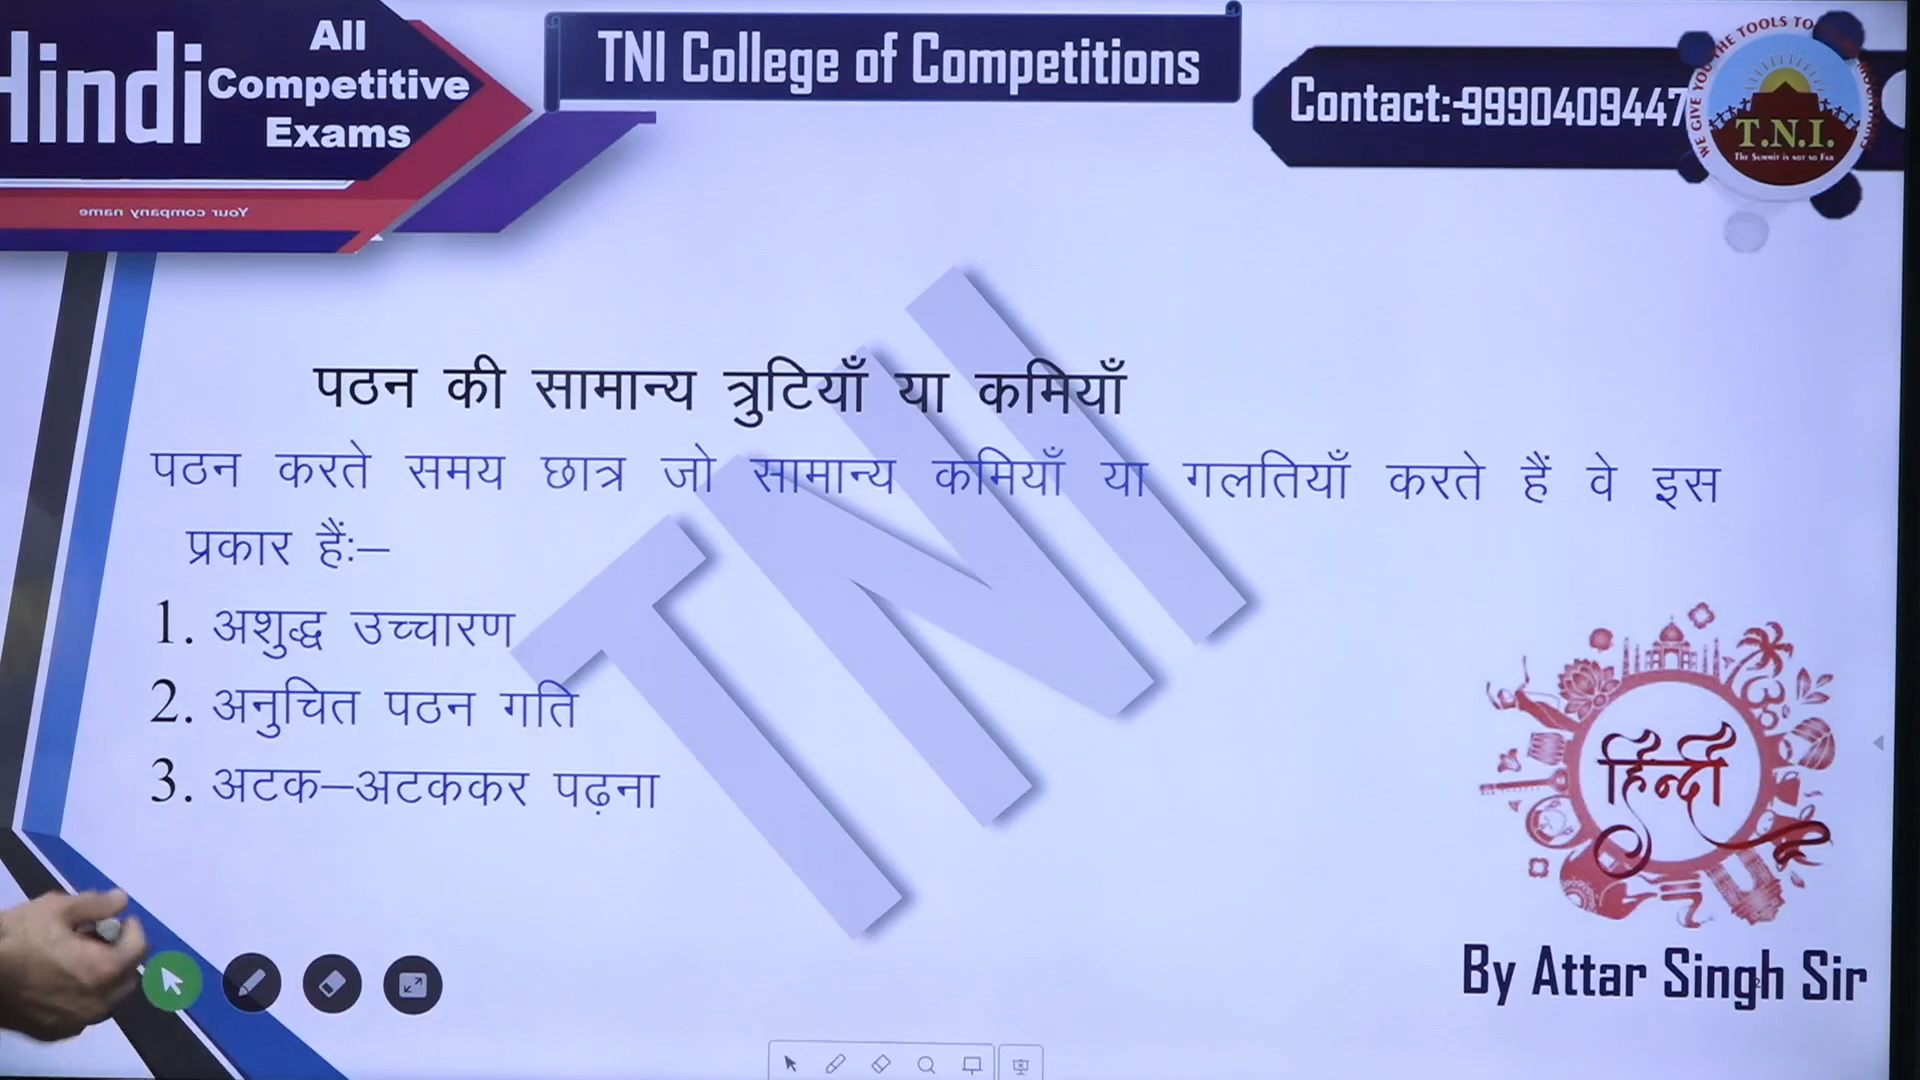 Hindi
All
Competitive
Exams
Your company name
TNI College of Competitions
Contact:-9990409447
WE GIVE YOU THE TOOLS TO
T.N.I.
The Summit is not so Far
पठन की सामान्य त्रुटियाँ या कमियाँ
पठन करते समय छात्र जो सामान्य कमियाँ या गलतियाँ करते हैं वे इस
प्रकार हैंः–
1. अशुद्ध उच्चारण
2. अनुचित पठन गति
3. अटक–अटककर पढ़ना
TNI
हिन्दी
By Attar Singh Sir